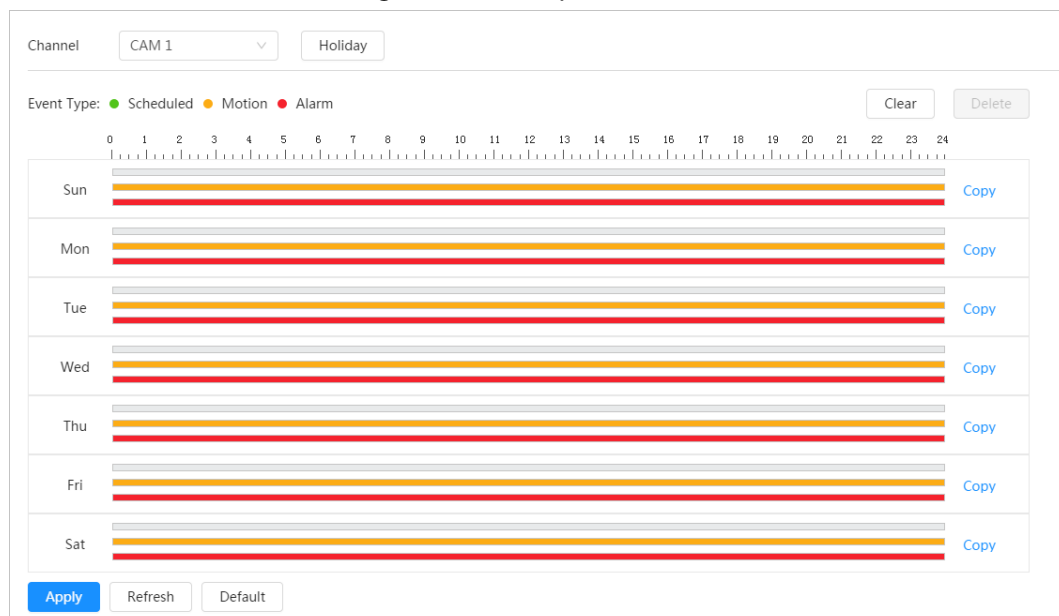 Channel CAM 1 Holiday
Event Type: Scheduled Motion Alarm Clear Delete
0 1 2 3 4 5 6 7 8 9 10 11 12 13 14 15 16 17 18 19 20 21 22 23 24
Sun Copy
Mon Copy
Tue Copy
Wed Copy
Thu Copy
Fri Copy
Sat Copy
Apply Refresh Default